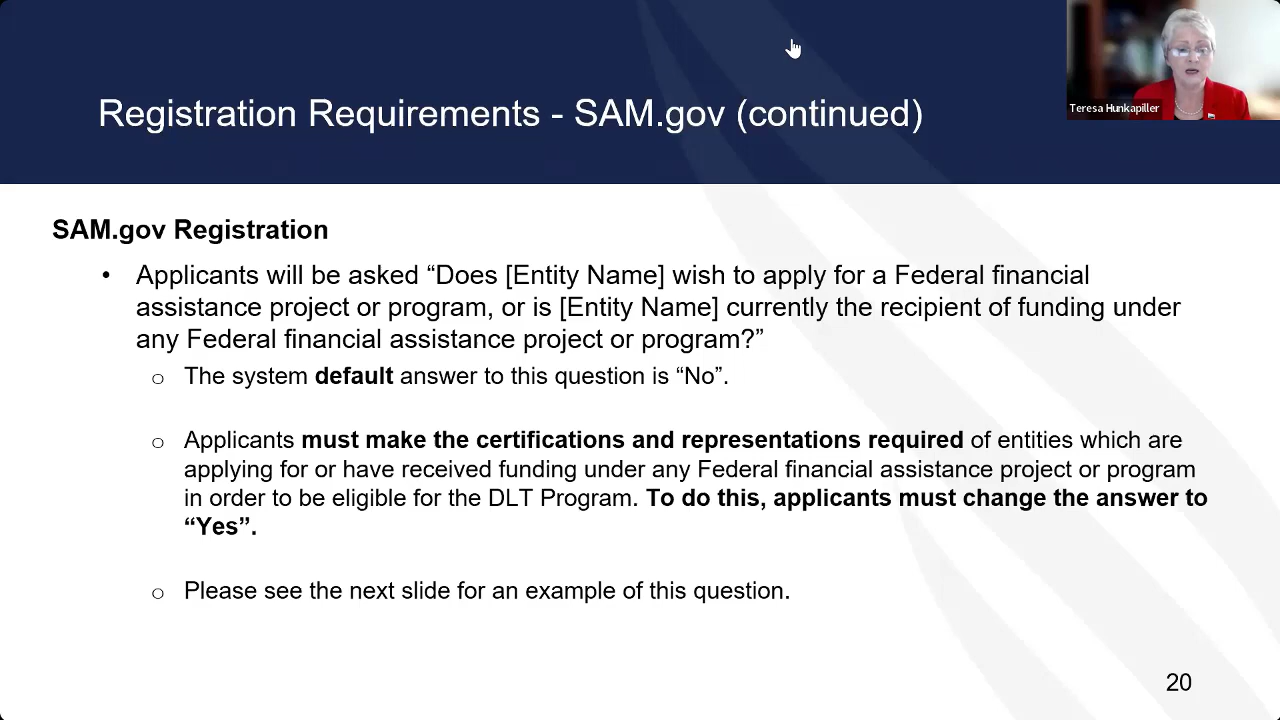 Registration Requirements - SAM.gov (continued)
Teresa Hunkapiller
SAM.gov Registration
• Applicants will be asked “Does [Entity Name] wish to apply for a Federal financial
assistance project or program, or is [Entity Name] currently the recipient of funding under
any Federal financial assistance project or program?”
o The system default answer to this question is “No”.
o Applicants must make the certifications and representations required of entities which are
applying for or have received funding under any Federal financial assistance project or program
in order to be eligible for the DLT Program. To do this, applicants must change the answer to
“Yes”.
o Please see the next slide for an example of this question.
20